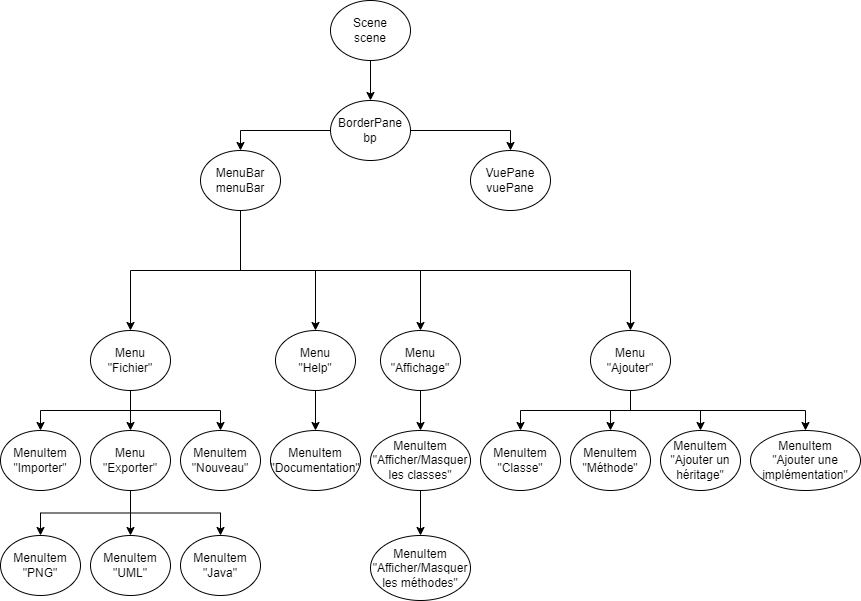 Scene
scene
BorderPane
bp
MenuBar
menuBar
VuePane
vuePane
Menu
"Fichier"
Menu
"Help"
Menu
"Affichage"
Menu
"Ajouter"
MenuItem
"Importer"
Menu
"Exporter"
MenuItem
"Nouveau"
MenuItem
"Documentation"
MenuItem
"Afficher/Masquer
les classes"
MenuItem
"Classe"
MenuItem
"Méthode"
MenuItem
"Ajouter un
héritage"
MenuItem
"Ajouter une
implémentation"
MenuItem
"PNG"
MenuItem
"UML"
MenuItem
"Java"
MenuItem
"Afficher/Masquer
les méthodes"